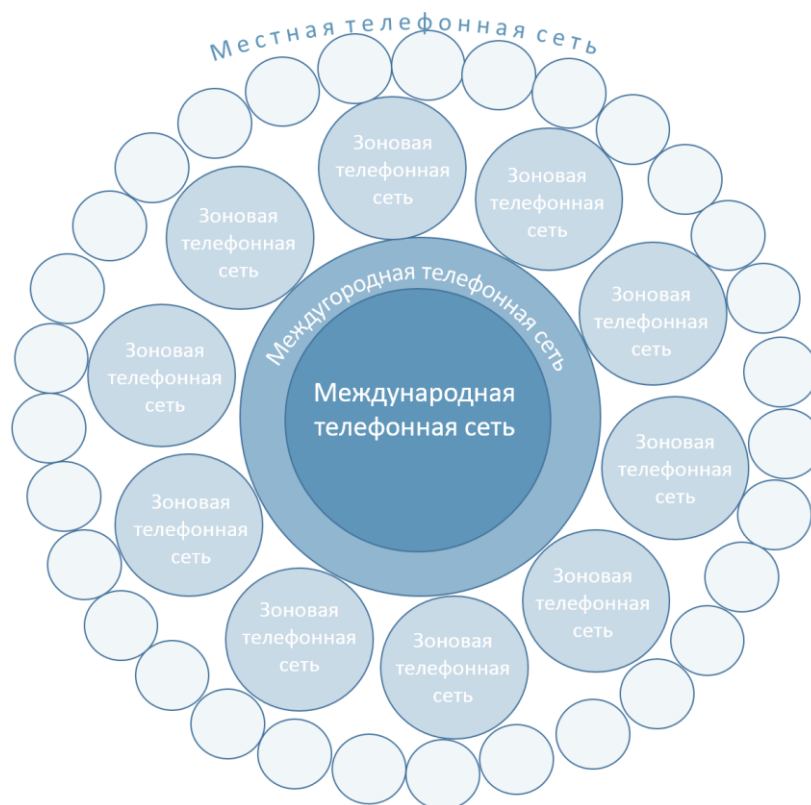 Местная телефонная сеть
Зоновая
телефонная
сеть
Зоновая
телефонная
сеть
Зоновая
телефонная
сеть
Зоновая
телефонная
сеть
Междугородная телефонная сеть
Международная
телефонная сеть
Зоновая
телефонная
сеть
Зоновая
телефонная
сеть
Зоновая
телефонная
сеть
Зоновая
телефонная
сеть
Зоновая
телефонная
сеть
Зоновая
телефонная
сеть